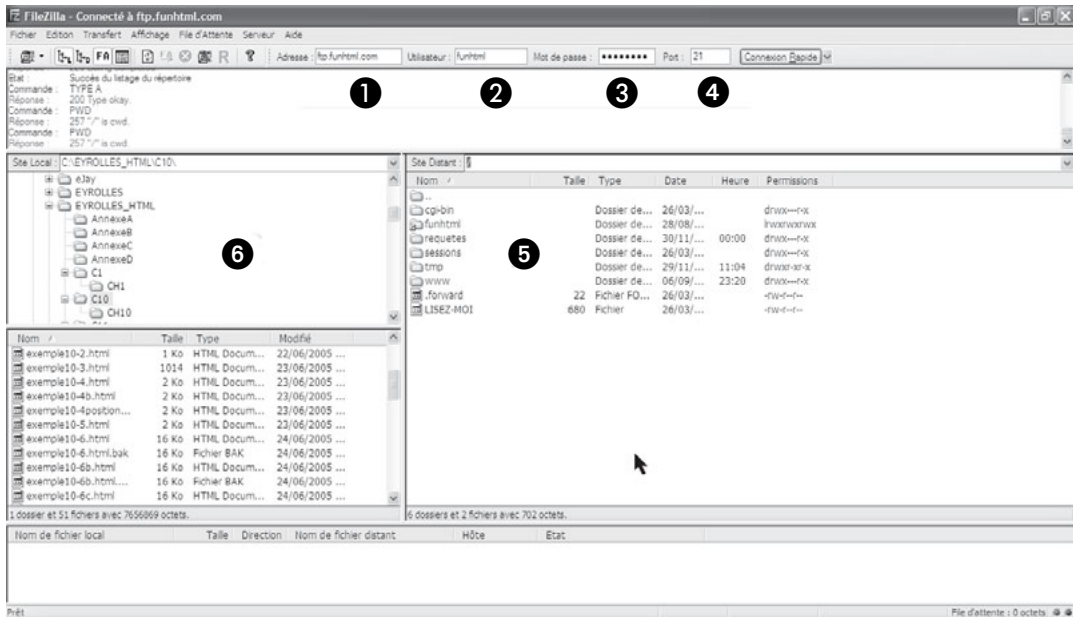 FileZilla - Connecté à ftp.funhtml.com
Fichier Edition Transfert Affichage File d'Attente Serveur Aide
FA R ? Adresse : ftp.funhtml.com Utilisateur : funhtml Mot de passe : ●●●●●●●● Port : 21 Connexion Rapide
1 2 3 4
Etat : Succès du listage du répertoire
Commande : TYPE A
Réponse : 200 Type okay.
Commande : PWD
Réponse : 257 "/" is cwd.
Commande : PWD
Réponse : 257 "/" is cwd.
Site Local : C:\EYROLLES_HTML\C10\
eJay
EYROLLES
EYROLLES_HTML
AnnexeA
AnnexeB
AnnexeC
AnnexeD
C1
CH1
C10
CH10
6
Nom Taille Type Modifié
exemple10-2.html 1 Ko HTML Docum... 22/06/2005 ...
exemple10-3.html 1014 HTML Docum... 23/06/2005 ...
exemple10-4.html 2 Ko HTML Docum... 23/06/2005 ...
exemple10-4b.html 2 Ko HTML Docum... 23/06/2005 ...
exemple10-4position... 2 Ko HTML Docum... 23/06/2005 ...
exemple10-5.html 2 Ko HTML Docum... 23/06/2005 ...
exemple10-6.html 16 Ko HTML Docum... 24/06/2005 ...
exemple10-6.html.bak 16 Ko Fichier BAK 24/06/2005 ...
exemple10-6b.html 16 Ko HTML Docum... 24/06/2005 ...
exemple10-6b.html.... 16 Ko Fichier BAK 24/06/2005 ...
exemple10-6c.html 16 Ko HTML Docum... 24/06/2005 ...
1 dossier et 51 fichiers avec 7656869 octets.
Site Distant : /
Nom Taille Type Date Heure Permissions
..
cgi-bin Dossier de... 26/03/... drwx---r-x
funhtml Dossier de... 28/08/... lrwxrwxrwx
requetes Dossier de... 30/11/... 00:00 drwx---r-x
sessions Dossier de... 26/03/... drwx---r-x
tmp Dossier de... 29/11/... 11:04 drwxr-xr-x
www Dossier de... 06/09/... 23:20 drwx---r-x
.forward 22 Fichier FO... 26/03/... -rw-r--r--
LISEZ-MOI 680 Fichier 26/03/... -rw-r--r--
5
6 dossiers et 2 fichiers avec 702 octets.
Nom de fichier local Taille Direction Nom de fichier distant Hôte Etat
Prêt File d'attente : 0 octets